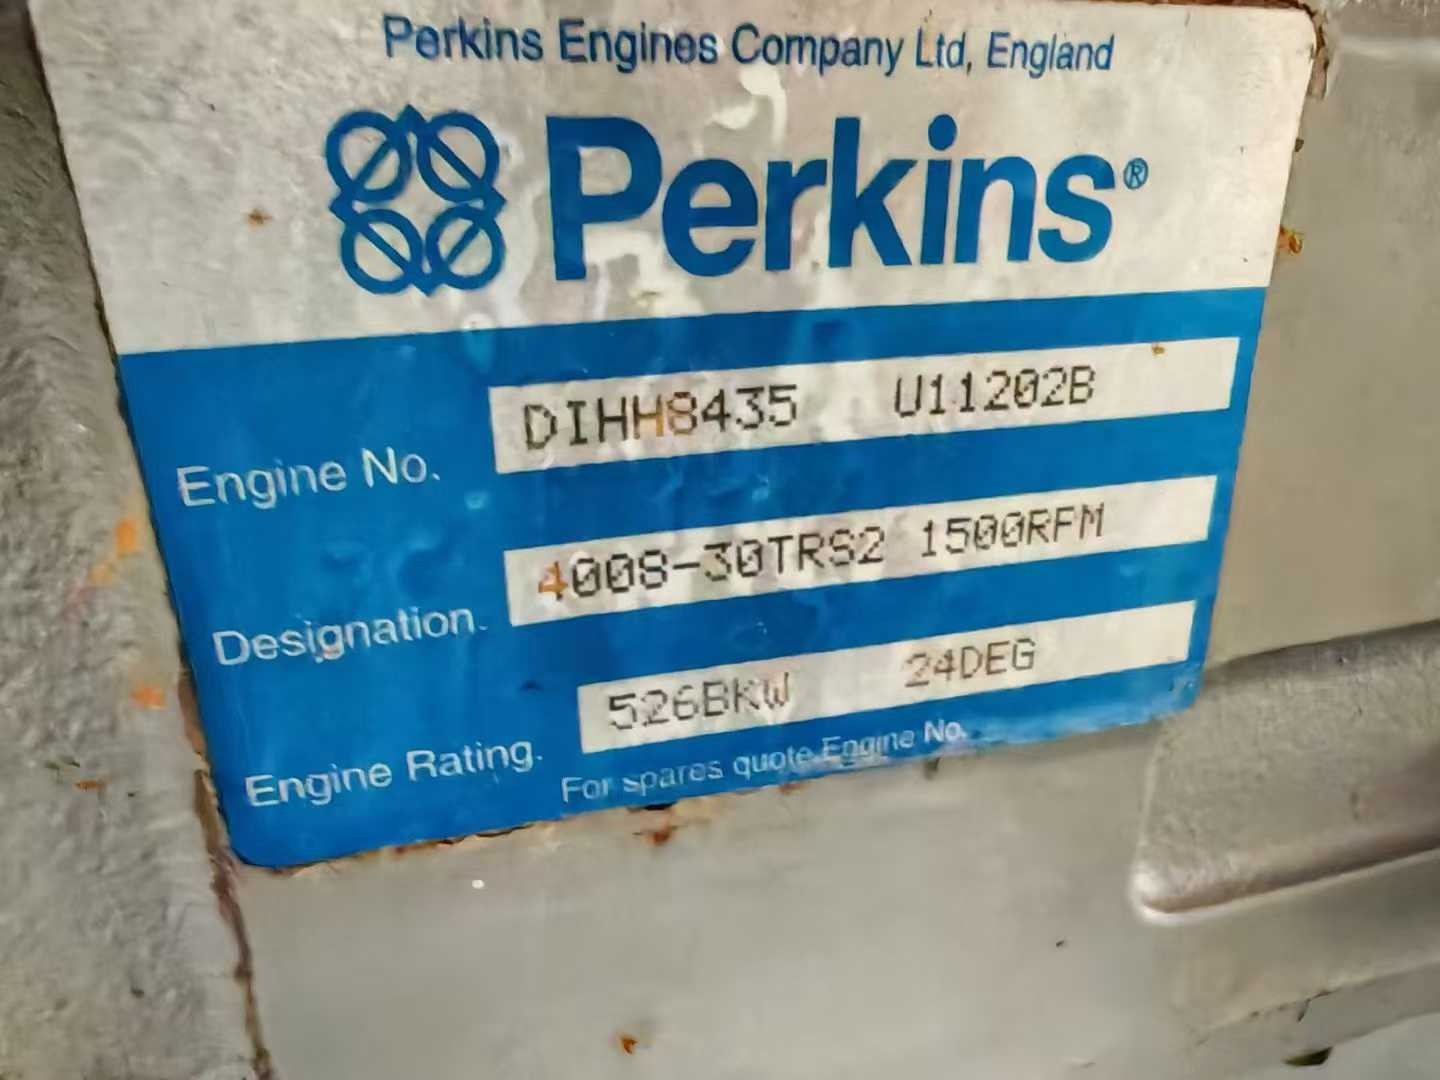 Perkins Engines Company Ltd, England
Perkins®
Engine No. DIHH8435 U11202B
Designation. 4008-30TRS2 1500RPM
Engine Rating. 526BKW 24DEG
For spares quote Engine No.